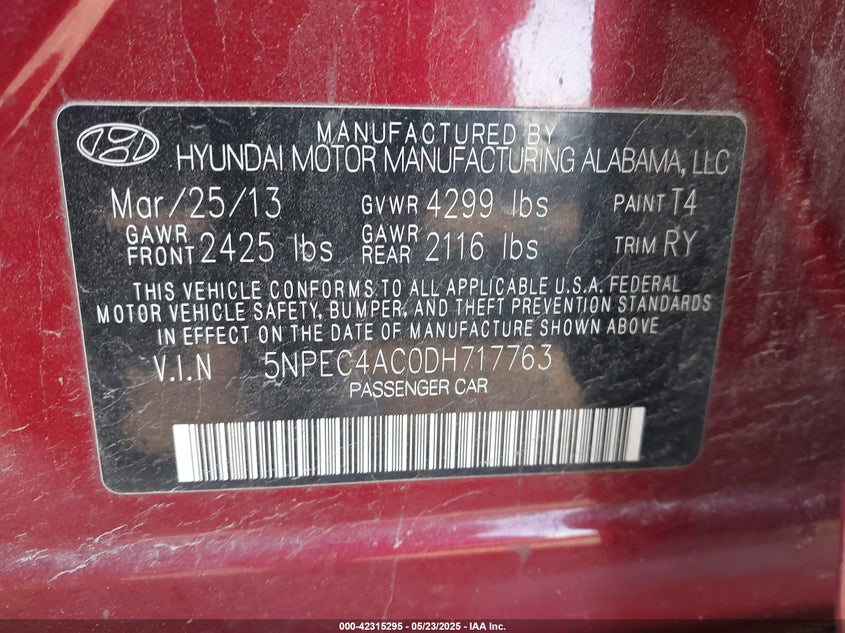 MANUFACTURED BY
HYUNDAI MOTOR MANUFACTURING ALABAMA, LLC
Mar/25/13 GVWR 4299 lbs PAINT T4
GAWR FRONT 2425 lbs GAWR REAR 2116 lbs TRIM RY
THIS VEHICLE CONFORMS TO ALL APPLICABLE U.S.A. FEDERAL
MOTOR VEHICLE SAFETY, BUMPER, AND THEFT PREVENTION STANDARDS
IN EFFECT ON THE DATE OF MANUFACTURE SHOWN ABOVE
V.I.N 5NPEC4AC0DH717763
PASSENGER CAR
000-42315295 - 05/23/2025 - IAA Inc.